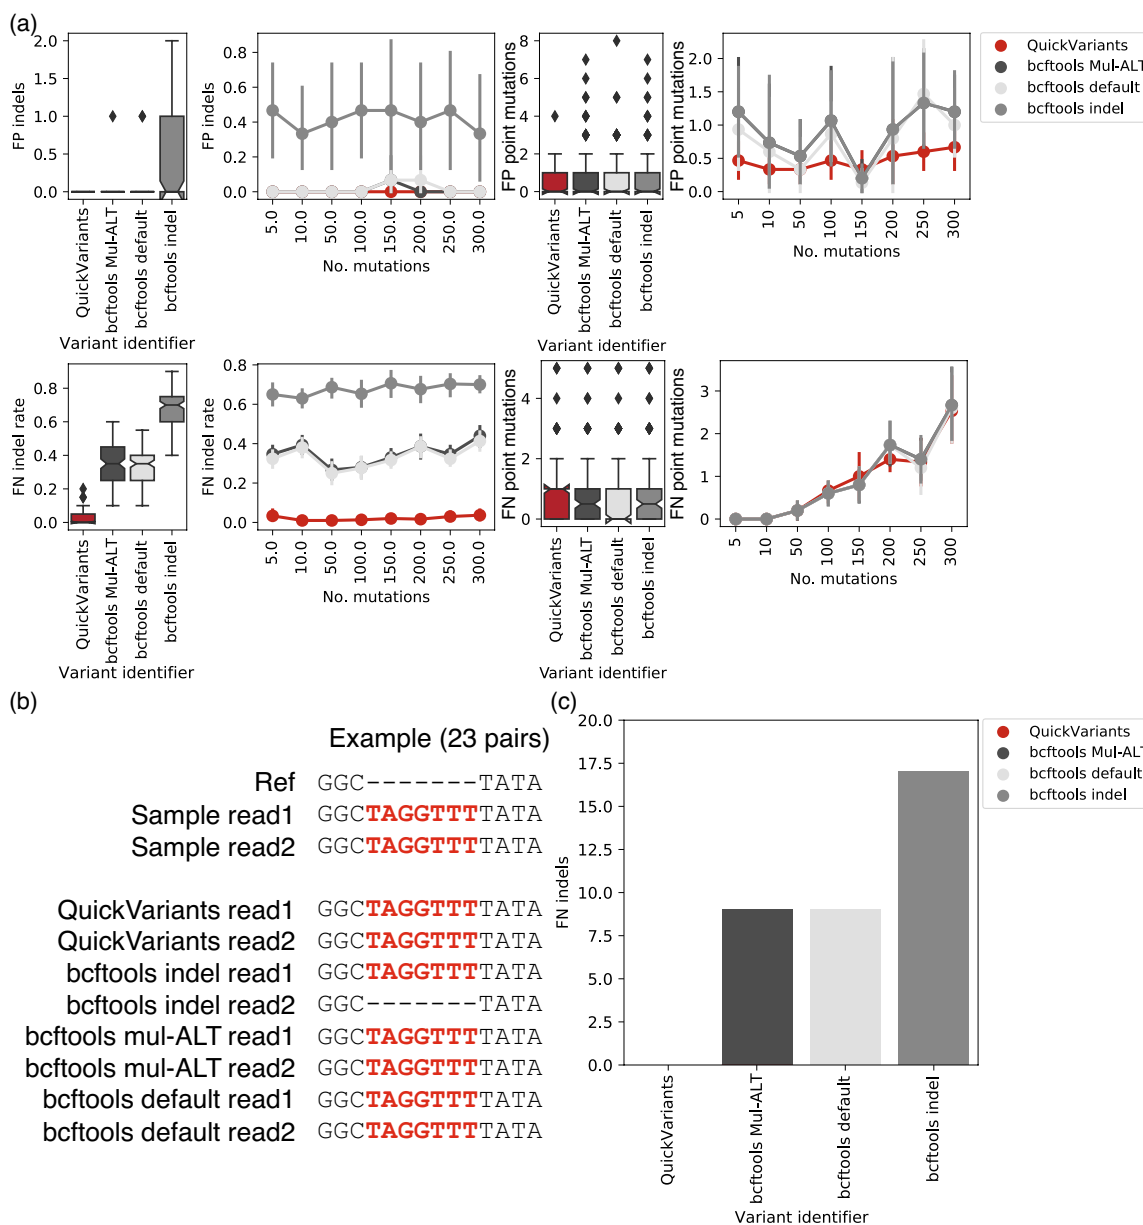 (a)
FP indels
2.0
1.5
1.0
0.5
0.0
QuickVariants
bcftools Mul-ALT
bcftools default
bcftools indel
Variant identifier
FP indels
0.8
0.6
0.4
0.2
0.0
5.0
10.0
50.0
100.0
150.0
200.0
250.0
300.0
No. mutations
FP point mutations
8
6
4
2
0
QuickVariants
bcftools Mul-ALT
bcftools default
bcftools indel
Variant identifier
FP point mutations
2.0
1.5
1.0
0.5
0.0
5
10
50
100
150
200
250
300
No. mutations
QuickVariants
bcftools Mul-ALT
bcftools default
bcftools indel
FN indel rate
0.8
0.6
0.4
0.2
0.0
QuickVariants
bcftools Mul-ALT
bcftools default
bcftools indel
Variant identifier
FN indel rate
0.8
0.6
0.4
0.2
0.0
5.0
10.0
50.0
100.0
150.0
200.0
250.0
300.0
No. mutations
FN point mutations
4
2
0
QuickVariants
bcftools Mul-ALT
bcftools default
bcftools indel
Variant identifier
FN point mutations
3
2
1
0
5
10
50
100
150
200
250
300
No. mutations
(b)
Example (23 pairs)
Ref GGC-------TATA
Sample read1 GGCTAGGTTTTATA
Sample read2 GGCTAGGTTTTATA
QuickVariants read1 GGCTAGGTTTTATA
QuickVariants read2 GGCTAGGTTTTATA
bcftools indel read1 GGCTAGGTTTTATA
bcftools indel read2 GGC-------TATA
bcftools mul-ALT read1 GGCTAGGTTTTATA
bcftools mul-ALT read2 GGCTAGGTTTTATA
bcftools default read1 GGCTAGGTTTTATA
bcftools default read2 GGCTAGGTTTTATA
(c)
FN indels
20.0
17.5
15.0
12.5
10.0
7.5
5.0
2.5
0.0
QuickVariants
bcftools Mul-ALT
bcftools default
bcftools indel
Variant identifier
QuickVariants
bcftools Mul-ALT
bcftools default
bcftools indel